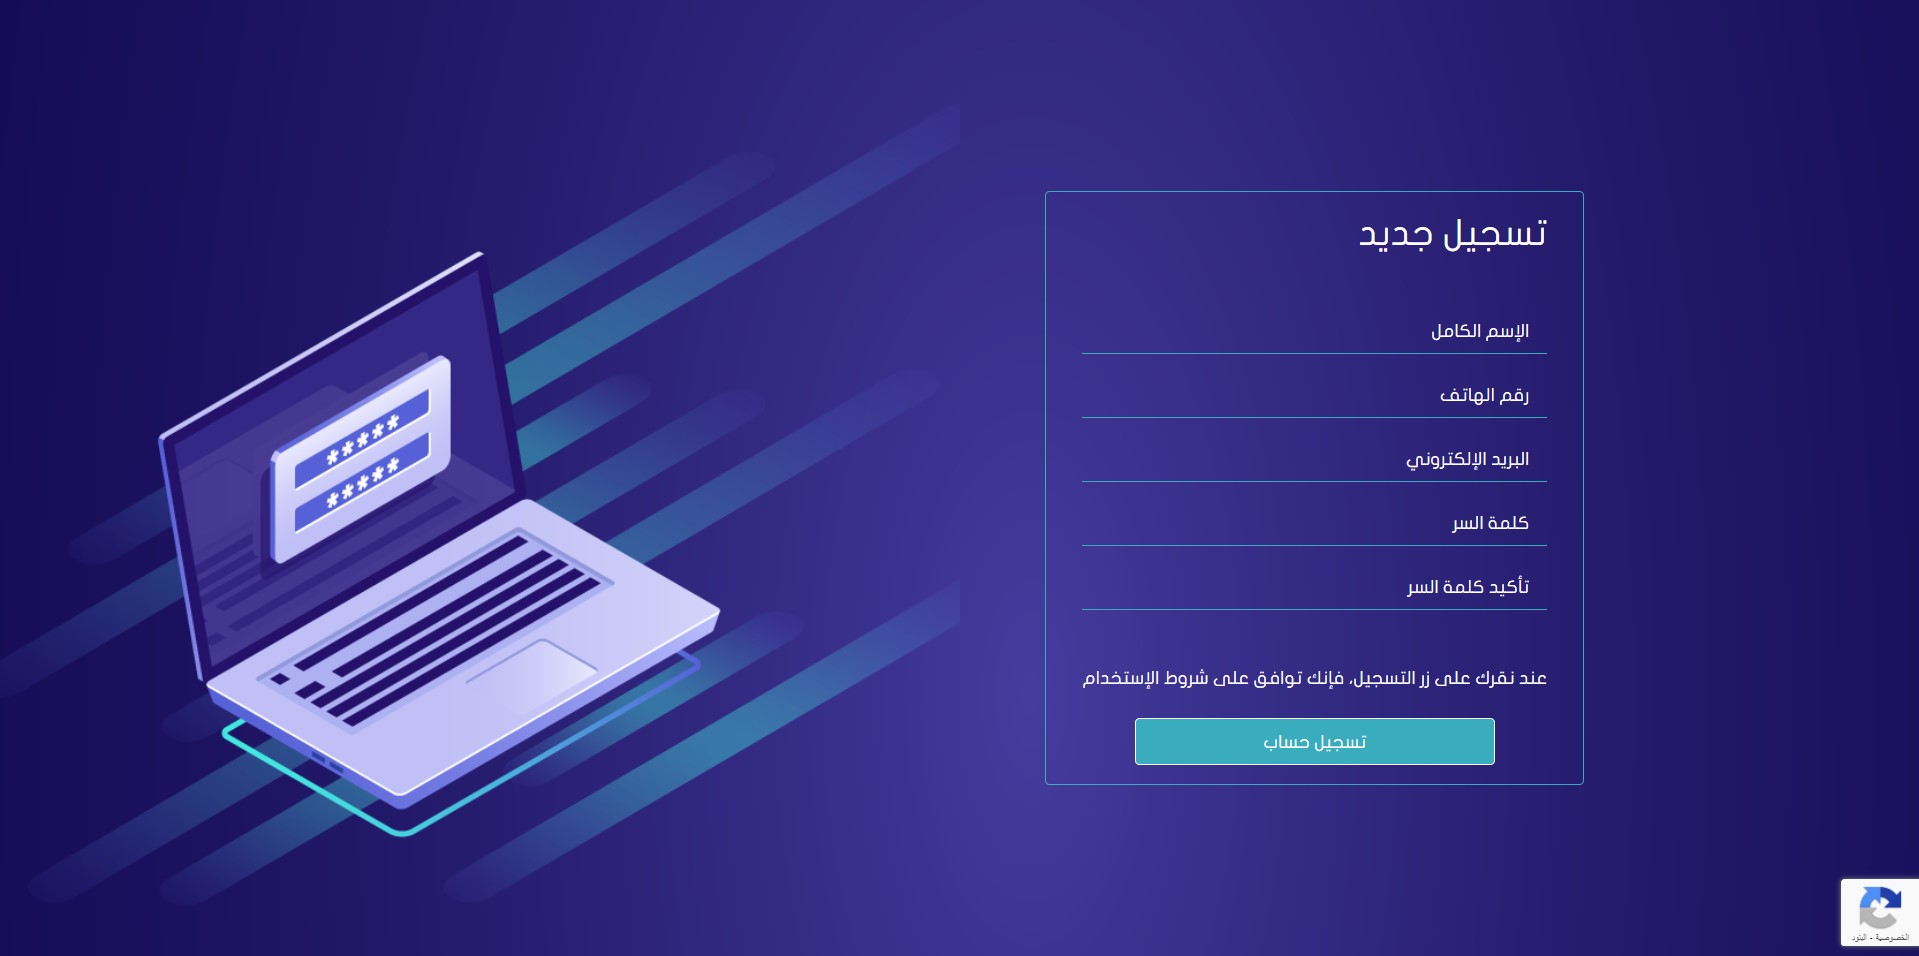 تسجيل جديد
الإسم الكامل
رقم الهاتف
البريد الإلكتروني
كلمة السر
تأكيد كلمة السر
عند نقرك على زر التسجيل، فإنك توافق على شروط الإستخدام
تسجيل حساب
*****
*****
الخصوصية - البنود